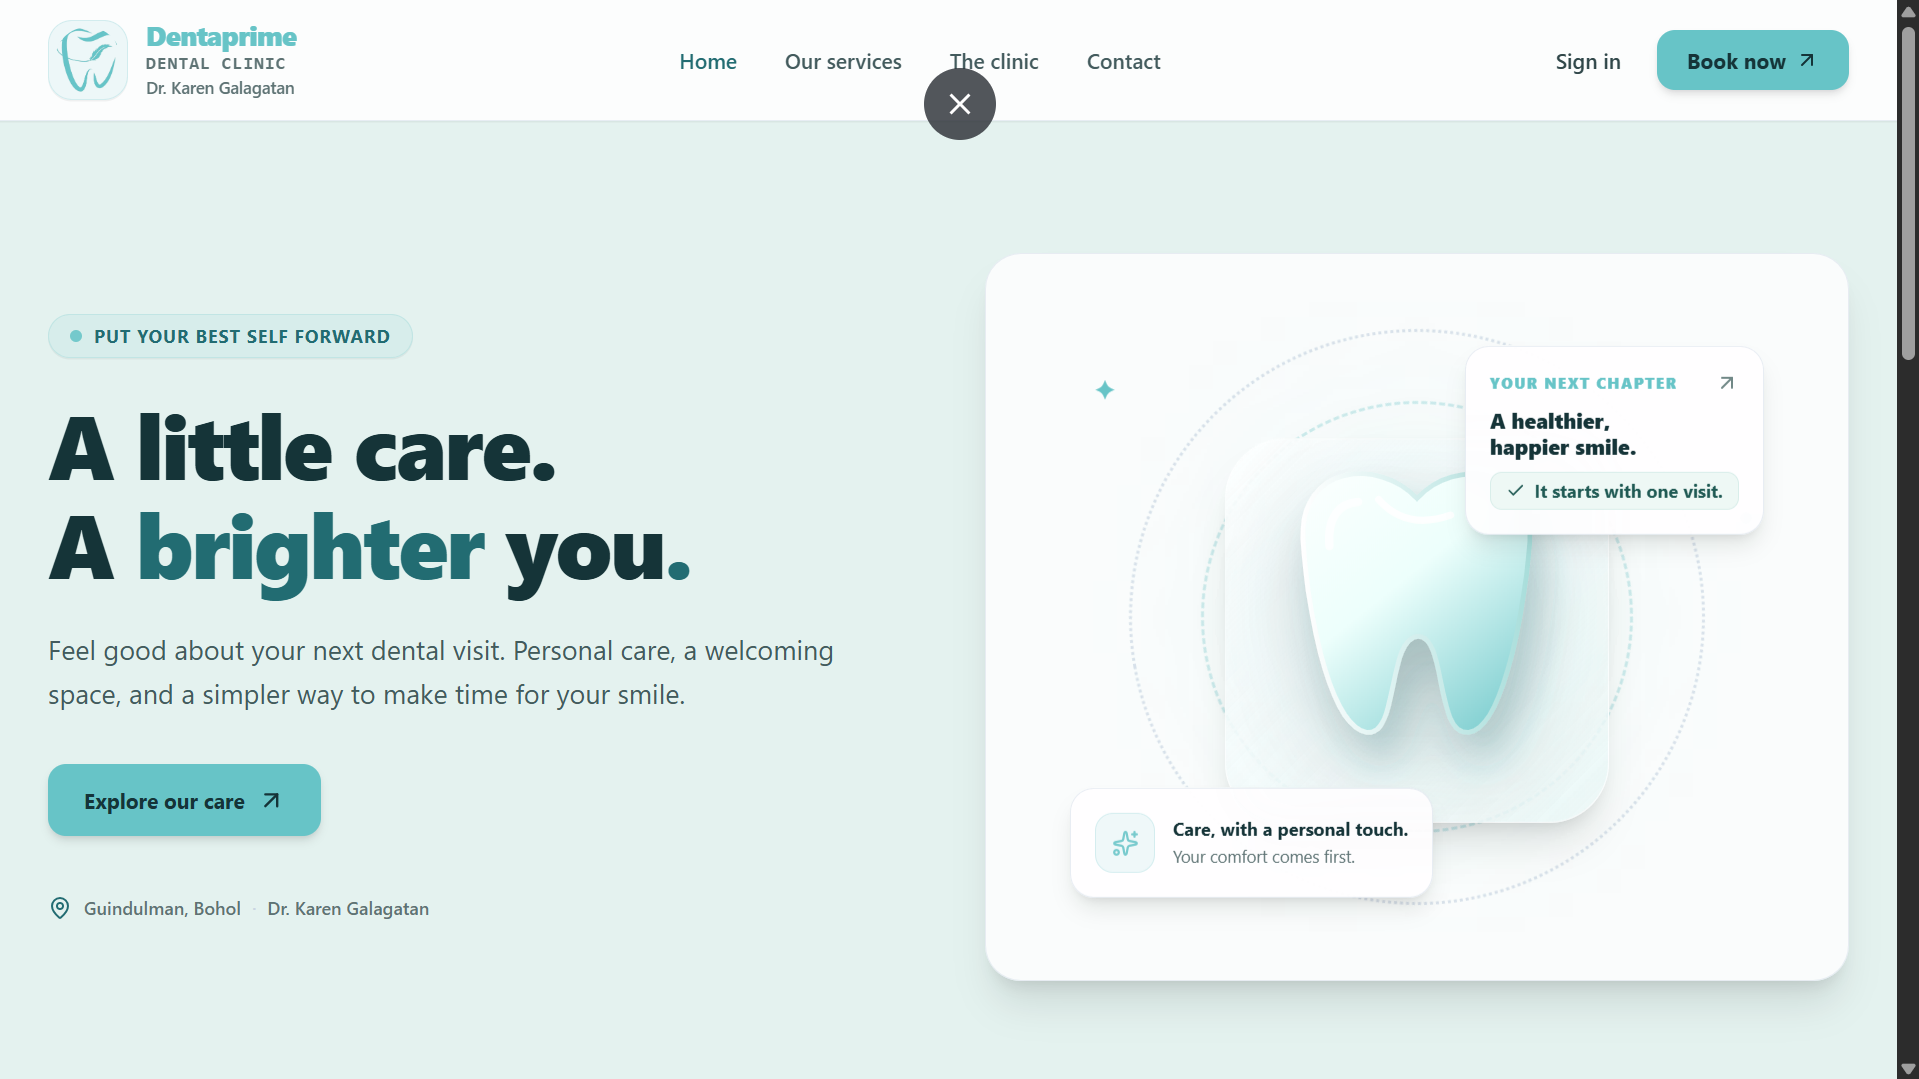 Dentaprime
DENTAL CLINIC
Dr. Karen Galagatan
Home
Our services
The clinic
Contact
Sign in
Book now
PUT YOUR BEST SELF FORWARD
A little care.
A brighter you.
Feel good about your next dental visit. Personal care, a welcoming
space, and a simpler way to make time for your smile.
Explore our care
Guindulman, Bohol · Dr. Karen Galagatan
YOUR NEXT CHAPTER
A healthier,
happier smile.
It starts with one visit.
Care, with a personal touch.
Your comfort comes first.